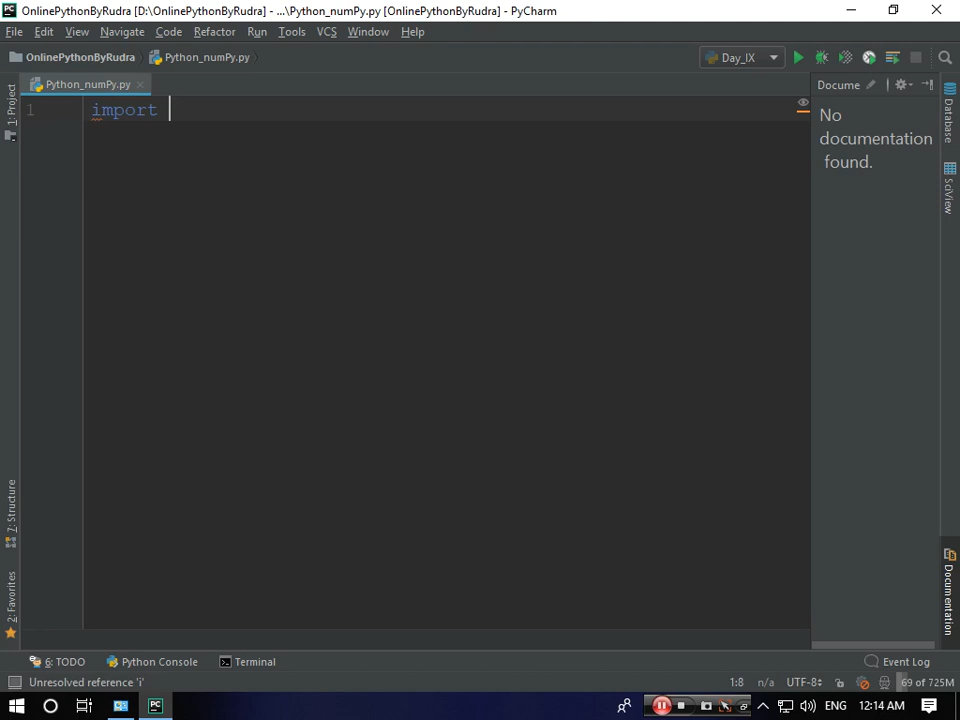 OnlinePythonByRudra [D:\OnlinePythonByRudra] - ...\Python_numPy.py [OnlinePythonByRudra] - PyCharm
File Edit View Navigate Code Refactor Run Tools VCS Window Help
OnlinePythonByRudra Python_numPy.py Day_IX
1: Project
Python_numPy.py
Docume
1 import
No
documentation
found.
Database
SciView
7: Structure
2: Favorites
Documentation
6: TODO Python Console Terminal Event Log
Unresolved reference 'i' 1:8 n/a UTF-8 69 of 725M
PC ENG 12:14 AM